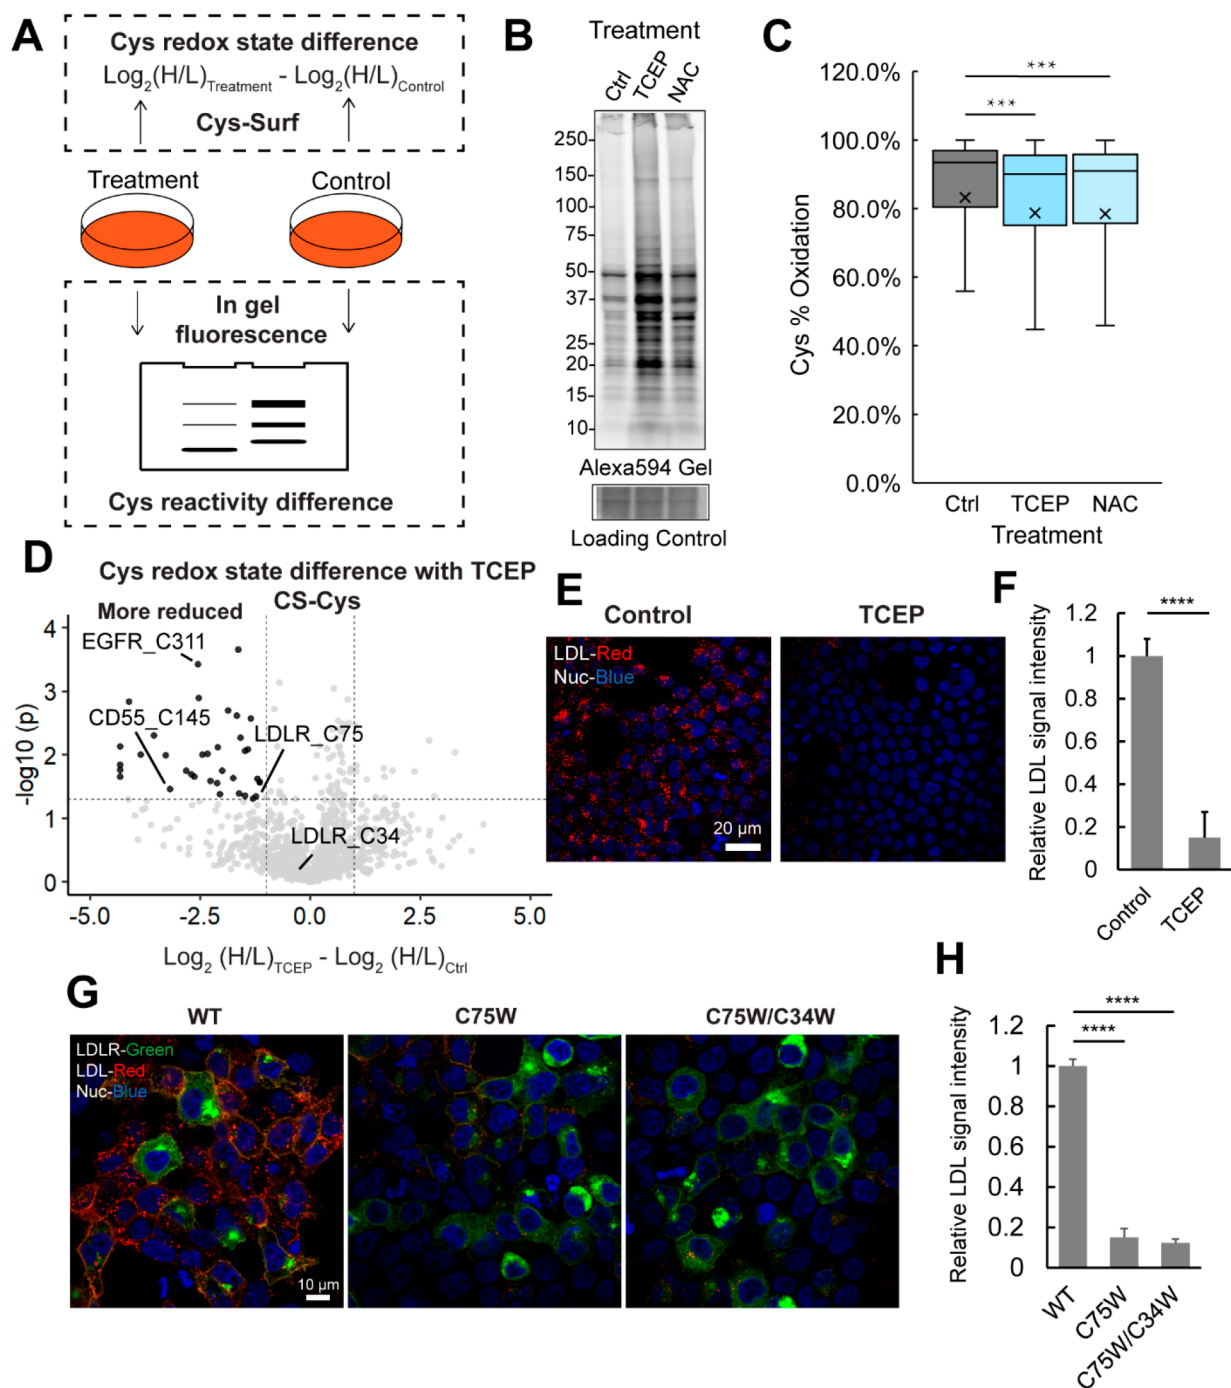 A
Cys redox state difference
Log2(H/L)Treatment - Log2(H/L)Control
Cys-Surf
Treatment
Control
In gel
fluorescence
Cys reactivity difference
B
Treatment
Ctrl
TCEP
NAC
250
150
100
75
50
37
25
20
15
10
Alexa594 Gel
Loading Control
C
120.0%
100.0%
80.0%
60.0%
40.0%
20.0%
0.0%
Cys % Oxidation
***
***
Ctrl
TCEP
NAC
Treatment
D
Cys redox state difference with TCEP
CS-Cys
More reduced
EGFR_C311
CD55_C145
LDLR_C75
LDLR_C34
-log10 (p)
4
3
2
1
0
-5.0
-2.5
0.0
2.5
5.0
Log2 (H/L)TCEP - Log2 (H/L)Ctrl
E
Control
TCEP
LDL-Red
Nuc-Blue
20 µm
F
Relative LDL signal intensity
1.2
1
0.8
0.6
0.4
0.2
0
****
Control
TCEP
G
WT
C75W
C75W/C34W
LDLR-Green
LDL-Red
Nuc-Blue
10 µm
H
Relative LDL signal intensity
1.2
1
0.8
0.6
0.4
0.2
0
****
****
WT
C75W
C75W/C34W